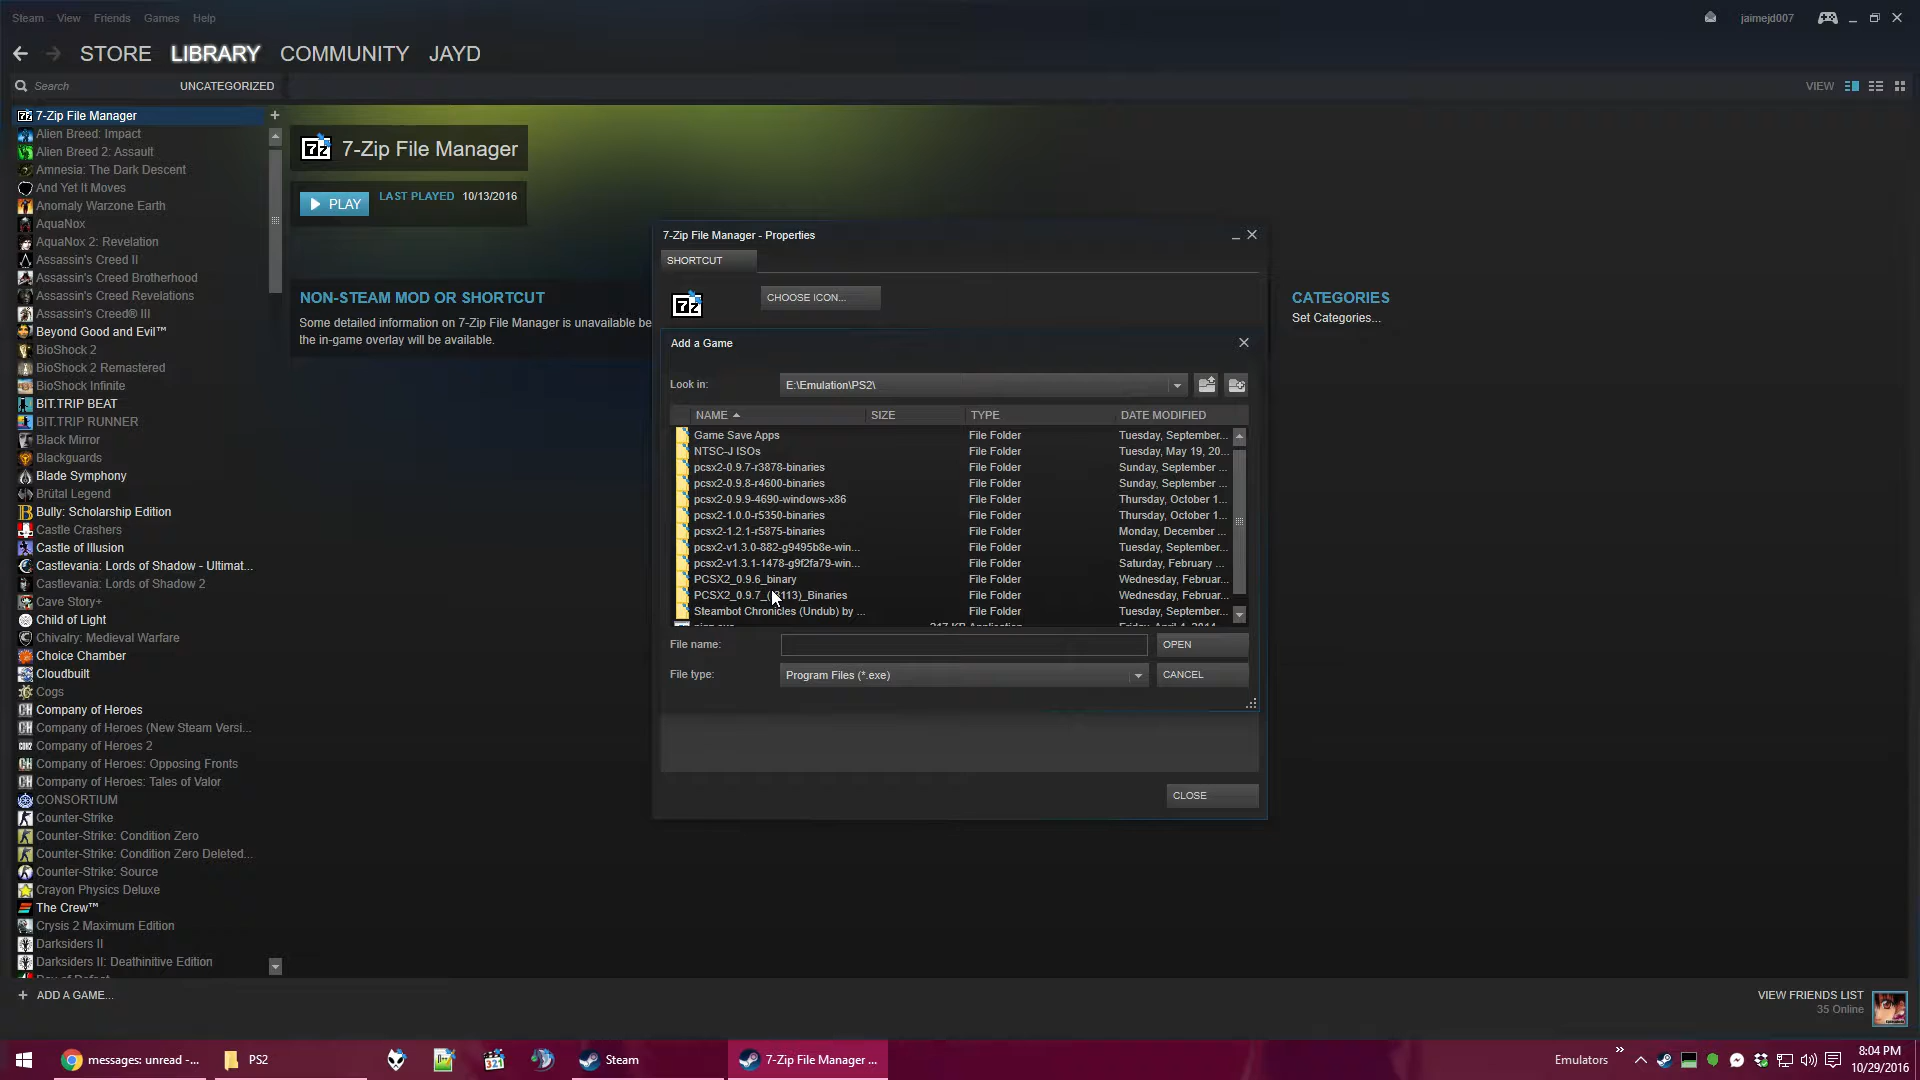 Steam View Friends Games Help
jaimejd007
STORE LIBRARY COMMUNITY JAYD
Search
UNCATEGORIZED
VIEW
7-Zip File Manager
Alien Breed: Impact
Alien Breed 2: Assault
Amnesia: The Dark Descent
And Yet It Moves
Anomaly Warzone Earth
AquaNox
AquaNox 2: Revelation
Assassin's Creed II
Assassin's Creed Brotherhood
Assassin's Creed Revelations
Assassin's Creed® III
Beyond Good and Evil™
BioShock 2
BioShock 2 Remastered
BioShock Infinite
BIT.TRIP BEAT
BIT.TRIP RUNNER
Black Mirror
Blackguards
Blade Symphony
Brütal Legend
Bully: Scholarship Edition
Castle Crashers
Castle of Illusion
Castlevania: Lords of Shadow - Ultimat...
Castlevania: Lords of Shadow 2
Cave Story+
Child of Light
Chivalry: Medieval Warfare
Choice Chamber
Cloudbuilt
Cogs
Company of Heroes
Company of Heroes (New Steam Versi...
Company of Heroes 2
Company of Heroes: Opposing Fronts
Company of Heroes: Tales of Valor
CONSORTIUM
Counter-Strike
Counter-Strike: Condition Zero
Counter-Strike: Condition Zero Deleted...
Counter-Strike: Source
Crayon Physics Deluxe
The Crew™
Crysis 2 Maximum Edition
Darksiders II
Darksiders II: Deathinitive Edition
ADD A GAME...
7-Zip File Manager
PLAY
LAST PLAYED 10/13/2016
NON-STEAM MOD OR SHORTCUT
Some detailed information on 7-Zip File Manager is unavailable be
the in-game overlay will be available.
7-Zip File Manager - Properties
SHORTCUT
CHOOSE ICON...
Add a Game
Look in: E:\Emulation\PS2\
NAME SIZE TYPE DATE MODIFIED
Game Save Apps File Folder Tuesday, September...
NTSC-J ISOs File Folder Tuesday, May 19, 20...
pcsx2-0.9.7-r3878-binaries File Folder Sunday, September ...
pcsx2-0.9.8-r4600-binaries File Folder Sunday, September ...
pcsx2-0.9.9-4690-windows-x86 File Folder Thursday, October 1...
pcsx2-1.0.0-r5350-binaries File Folder Thursday, October 1...
pcsx2-1.2.1-r5875-binaries File Folder Monday, December ...
pcsx2-v1.3.0-882-g9495b8e-win... File Folder Tuesday, September...
pcsx2-v1.3.1-1478-g9f2fa79-win... File Folder Saturday, February ...
PCSX2_0.9.6_binary File Folder Wednesday, Februar...
PCSX2_0.9.7_( 3113)_Binaries File Folder Wednesday, Februar...
Steambot Chronicles (Undub) by ... File Folder Tuesday, September...
File name:
OPEN
File type: Program Files (*.exe)
CANCEL
CLOSE
CATEGORIES
Set Categories...
VIEW FRIENDS LIST
35 Online
messages: unread -...
PS2
Steam
7-Zip File Manager ...
Emulators
8:04 PM
10/29/2016